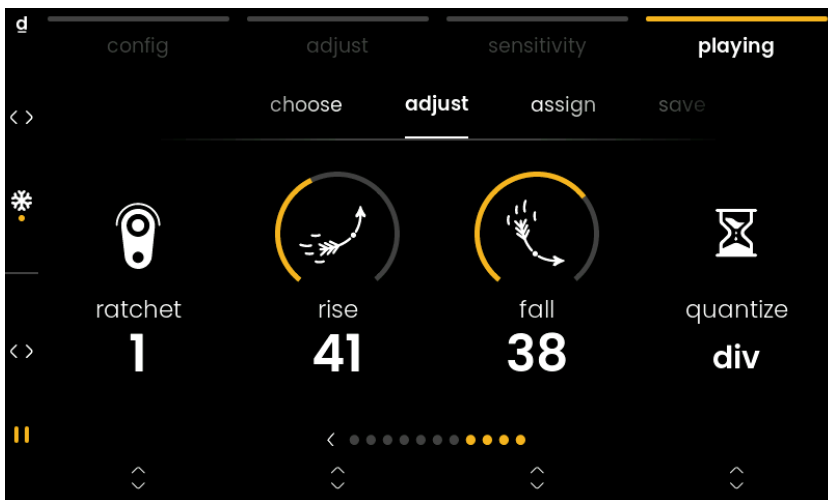 d
config adjust sensitivity playing
choose adjust assign save
ratchet rise fall quantize
1 41 38 div